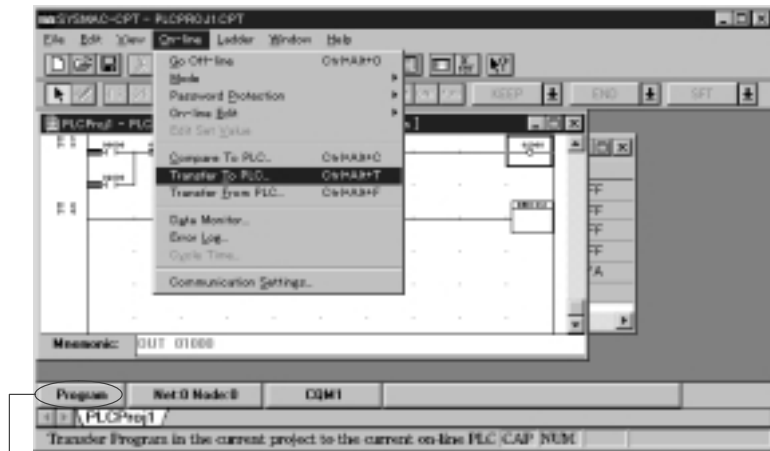 SYSMAC-CPT - PLCPROJ1.CPT
File Edit View On-line Ladder Window Help
Go Off-line Ctrl+Alt+O
Mode
Password Protection
On-line Edit
Edit Set Value
Compare To PLC... Ctrl+Alt+C
Transfer To PLC... Ctrl+Alt+T
Transfer From PLC... Ctrl+Alt+F
Data Monitor...
Error Log...
Cycle Time...
Communication Settings...
KEEP END SFT
PLCProj1 - PLC
FF
FF
FF
FF
Mnemonic: OUT 01000
Program Net:0 Node:0 CQM1
PLCProj1
Transfer Program in the current project to the current on-line PLC CAP NUM